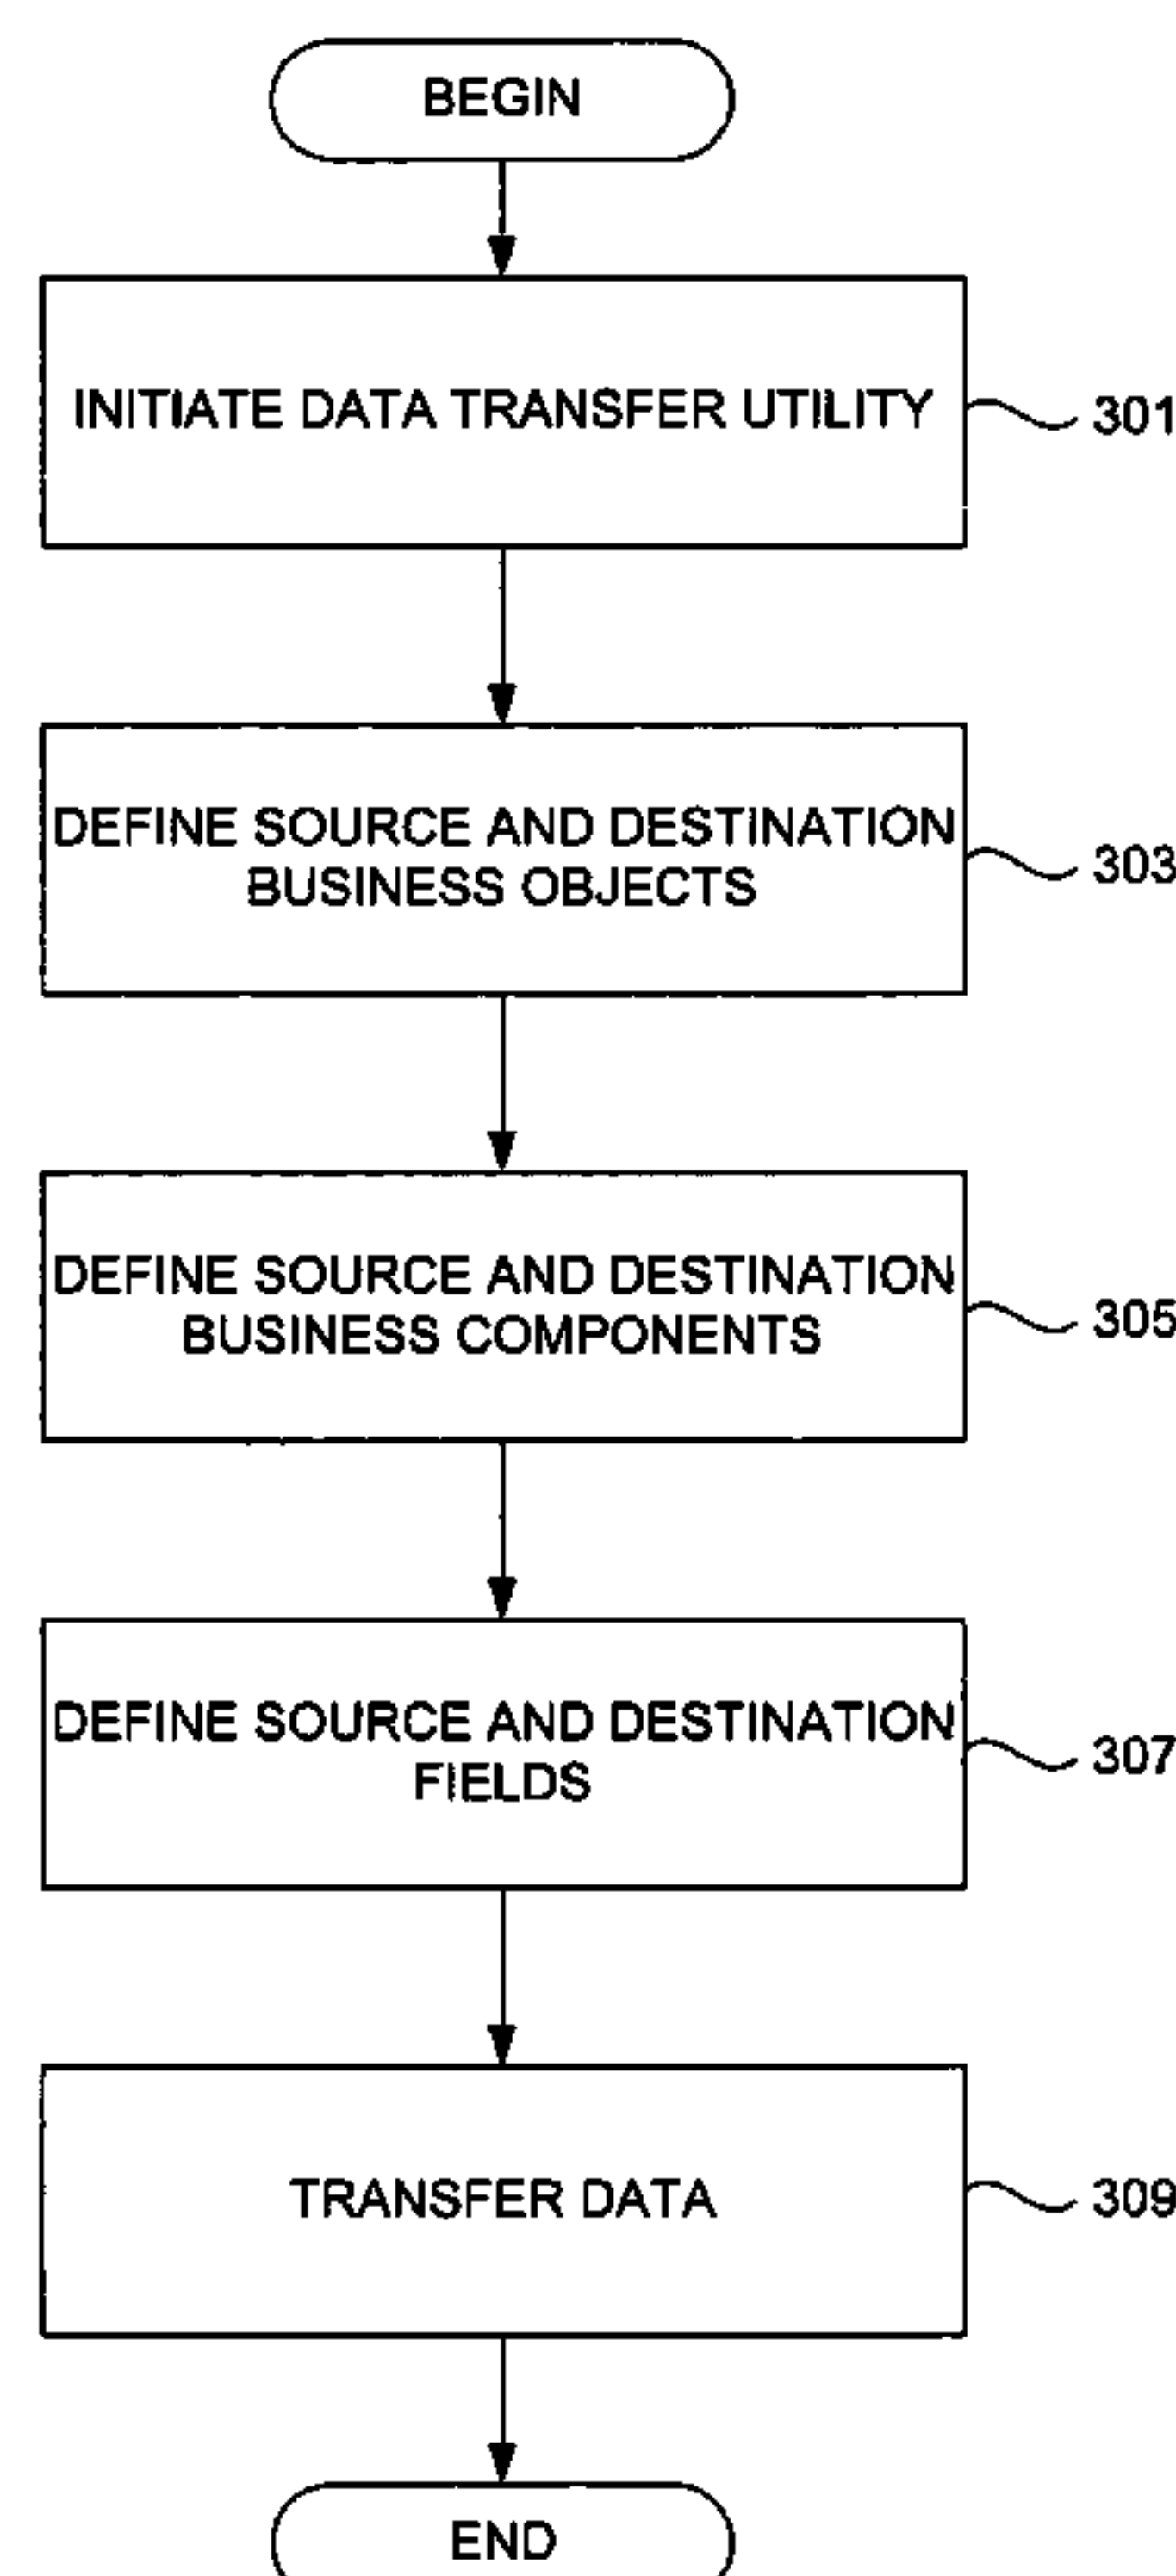 BEGIN
INITIATE DATA TRANSFER UTILITY
301
DEFINE SOURCE AND DESTINATION
BUSINESS OBJECTS
303
DEFINE SOURCE AND DESTINATION
BUSINESS COMPONENTS
305
DEFINE SOURCE AND DESTINATION
FIELDS
307
TRANSFER DATA
309
END